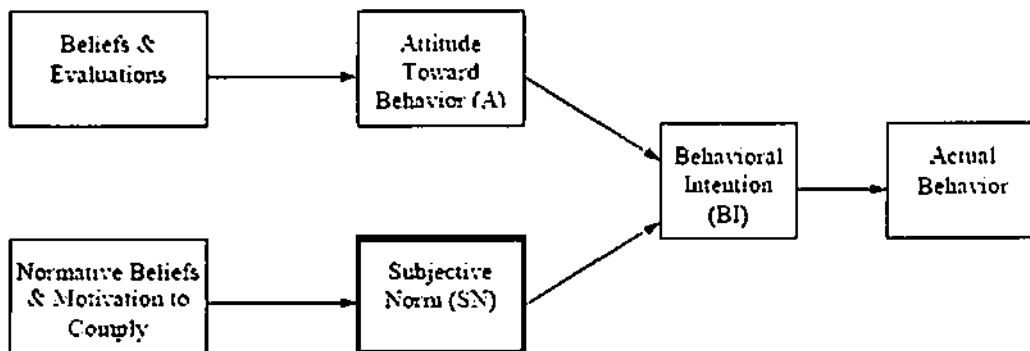 Beliefs &
Evaluations
Attitude
Toward
Behavior (A)
Behavioral
Intention
(BI)
Actual
Behavior
Normative Beliefs
& Motivation to
Comply
Subjective
Norm (SN)